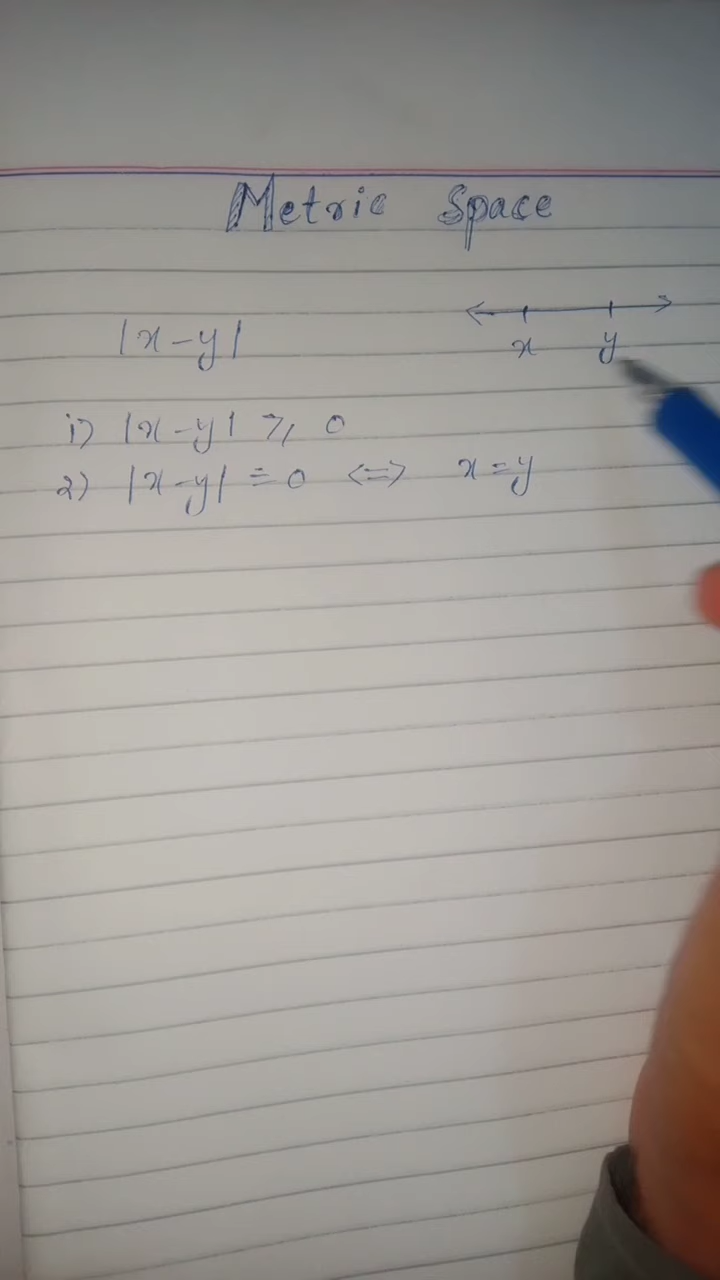 Metric Space
|x-y|
x y
1) |x-y| ⩾ 0
2) |x-y| = 0 <=> x=y